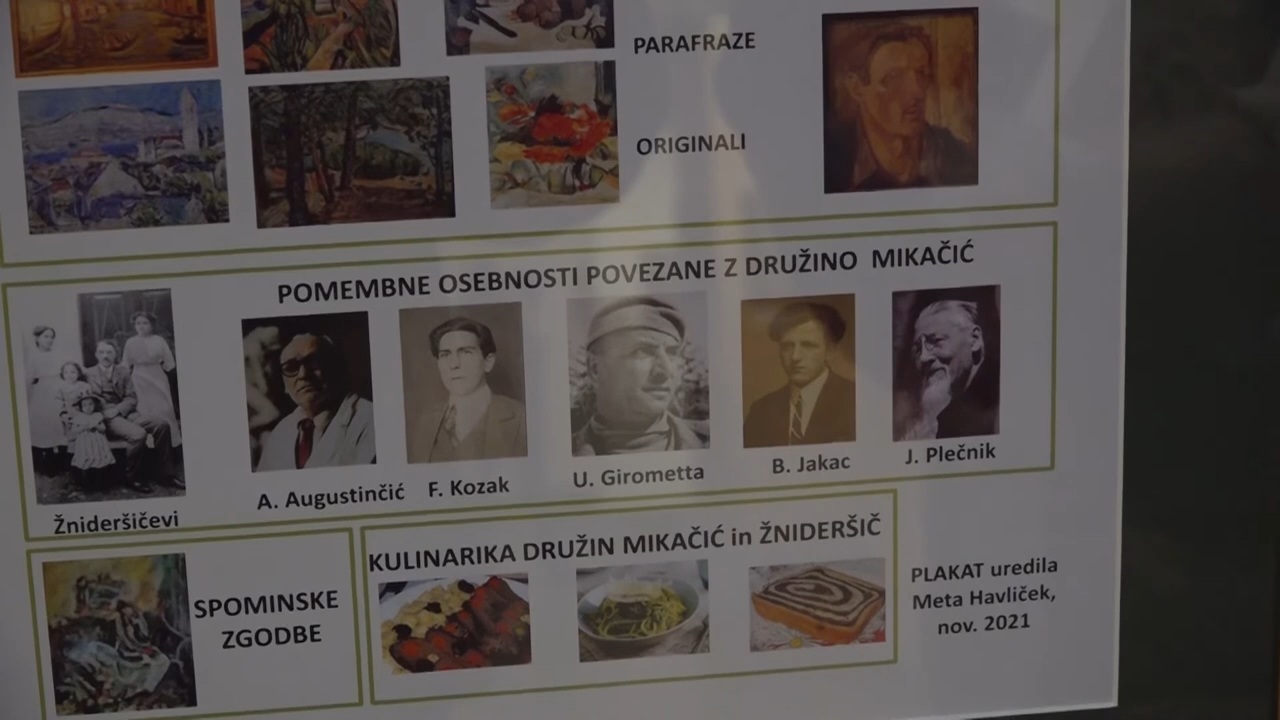 PARAFRAZE
ORIGINALI
POMEMBNE OSEBNOSTI POVEZANE Z DRUŽINO MIKAČIĆ
Žnideršičevi
A. Augustinčić
F. Kozak
U. Girometta
B. Jakac
J. Plečnik
SPOMINSKE
ZGODBE
KULINARIKA DRUŽIN MIKAČIĆ in ŽNIDERŠIČ
PLAKAT uredila
Meta Havliček,
nov. 2021